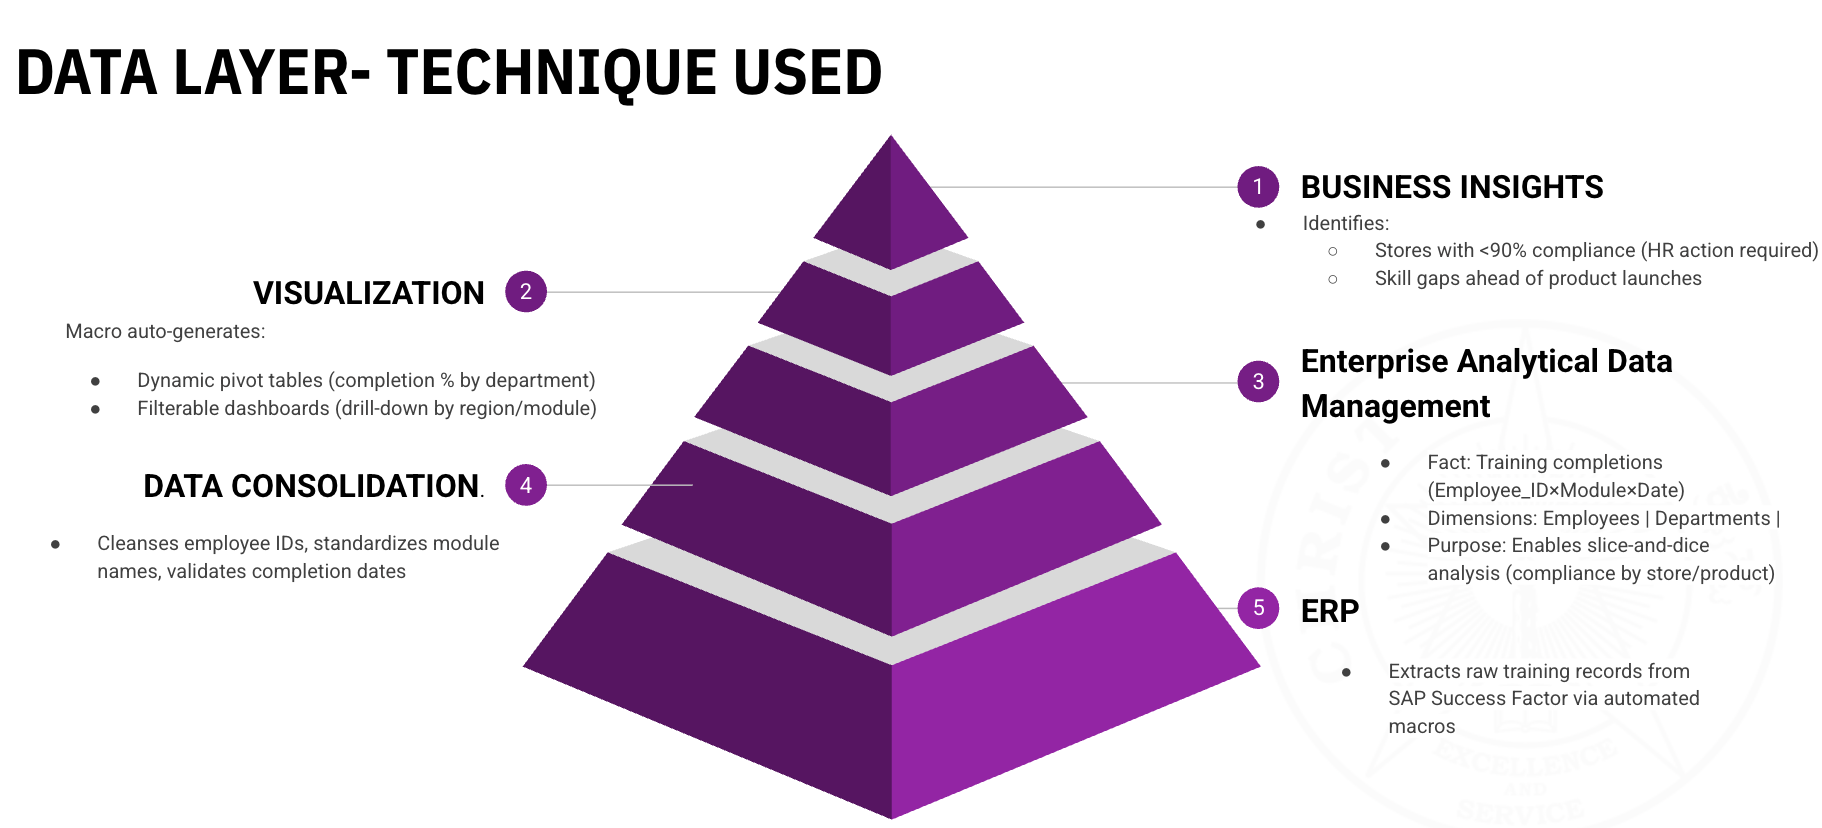 DATA LAYER- TECHNIQUE USED
1 BUSINESS INSIGHTS
● Identifies:
○ Stores with <90% compliance (HR action required)
○ Skill gaps ahead of product launches
VISUALIZATION 2
Macro auto-generates:
● Dynamic pivot tables (completion % by department)
● Filterable dashboards (drill-down by region/module)
3 Enterprise Analytical Data
Management
● Fact: Training completions
(Employee_ID×Module×Date)
● Dimensions: Employees | Departments |
● Purpose: Enables slice-and-dice
analysis (compliance by store/product)
DATA CONSOLIDATION. 4
● Cleanses employee IDs, standardizes module
names, validates completion dates
5 ERP
● Extracts raw training records from
SAP Success Factor via automated
macros
EXCELLENCE
AND
SERVICE